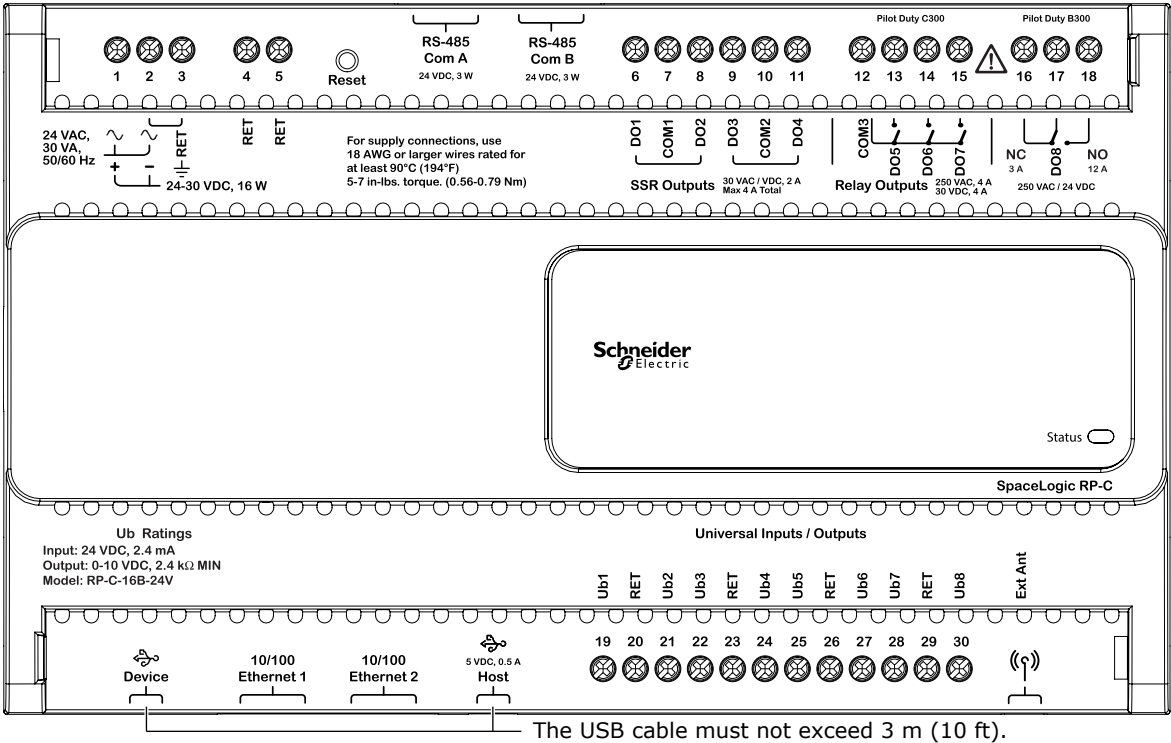 Pilot Duty C300
Pilot Duty B300
RS-485
Com A
24 VDC, 3 W
RS-485
Com B
24 VDC, 3 W
Reset
1 2 3 4 5 6 7 8 9 10 11 12 13 14 15 16 17 18
24 VAC,
30 VA,
50/60 Hz
+ −
RET
24-30 VDC, 16 W
RET
RET
For supply connections, use
18 AWG or larger wires rated for
at least 90°C (194°F)
5-7 in-lbs. torque. (0.56-0.79 Nm)
DO1
COM1
DO2
DO3
COM2
DO4
SSR Outputs
30 VAC / VDC, 2 A
Max 4 A Total
COM3
DO5
DO6
DO7
Relay Outputs
250 VAC, 4 A
30 VDC, 4 A
NC
3 A
DO8
NO
12 A
250 VAC / 24 VDC
Schneider
Electric
Status
SpaceLogic RP-C
Ub Ratings
Input: 24 VDC, 2.4 mA
Output: 0-10 VDC, 2.4 kΩ MIN
Model: RP-C-16B-24V
Universal Inputs / Outputs
Ub1
RET
Ub2
Ub3
RET
Ub4
Ub5
RET
Ub6
Ub7
RET
Ub8
Ext Ant
19 20 21 22 23 24 25 26 27 28 29 30
Device
10/100
Ethernet 1
10/100
Ethernet 2
5 VDC, 0.5 A
Host
The USB cable must not exceed 3 m (10 ft).